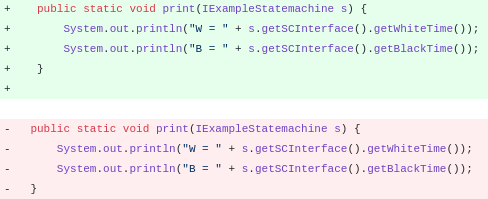 +    public static void print(IExampleStatemachine s) {
+        System.out.println("W = " + s.getSCInterface().getWhiteTime());
+        System.out.println("B = " + s.getSCInterface().getBlackTime());
+    }
+
-   public static void print(IExampleStatemachine s) {
-       System.out.println("W = " + s.getSCInterface().getWhiteTime());
-       System.out.println("B = " + s.getSCInterface().getBlackTime());
-   }